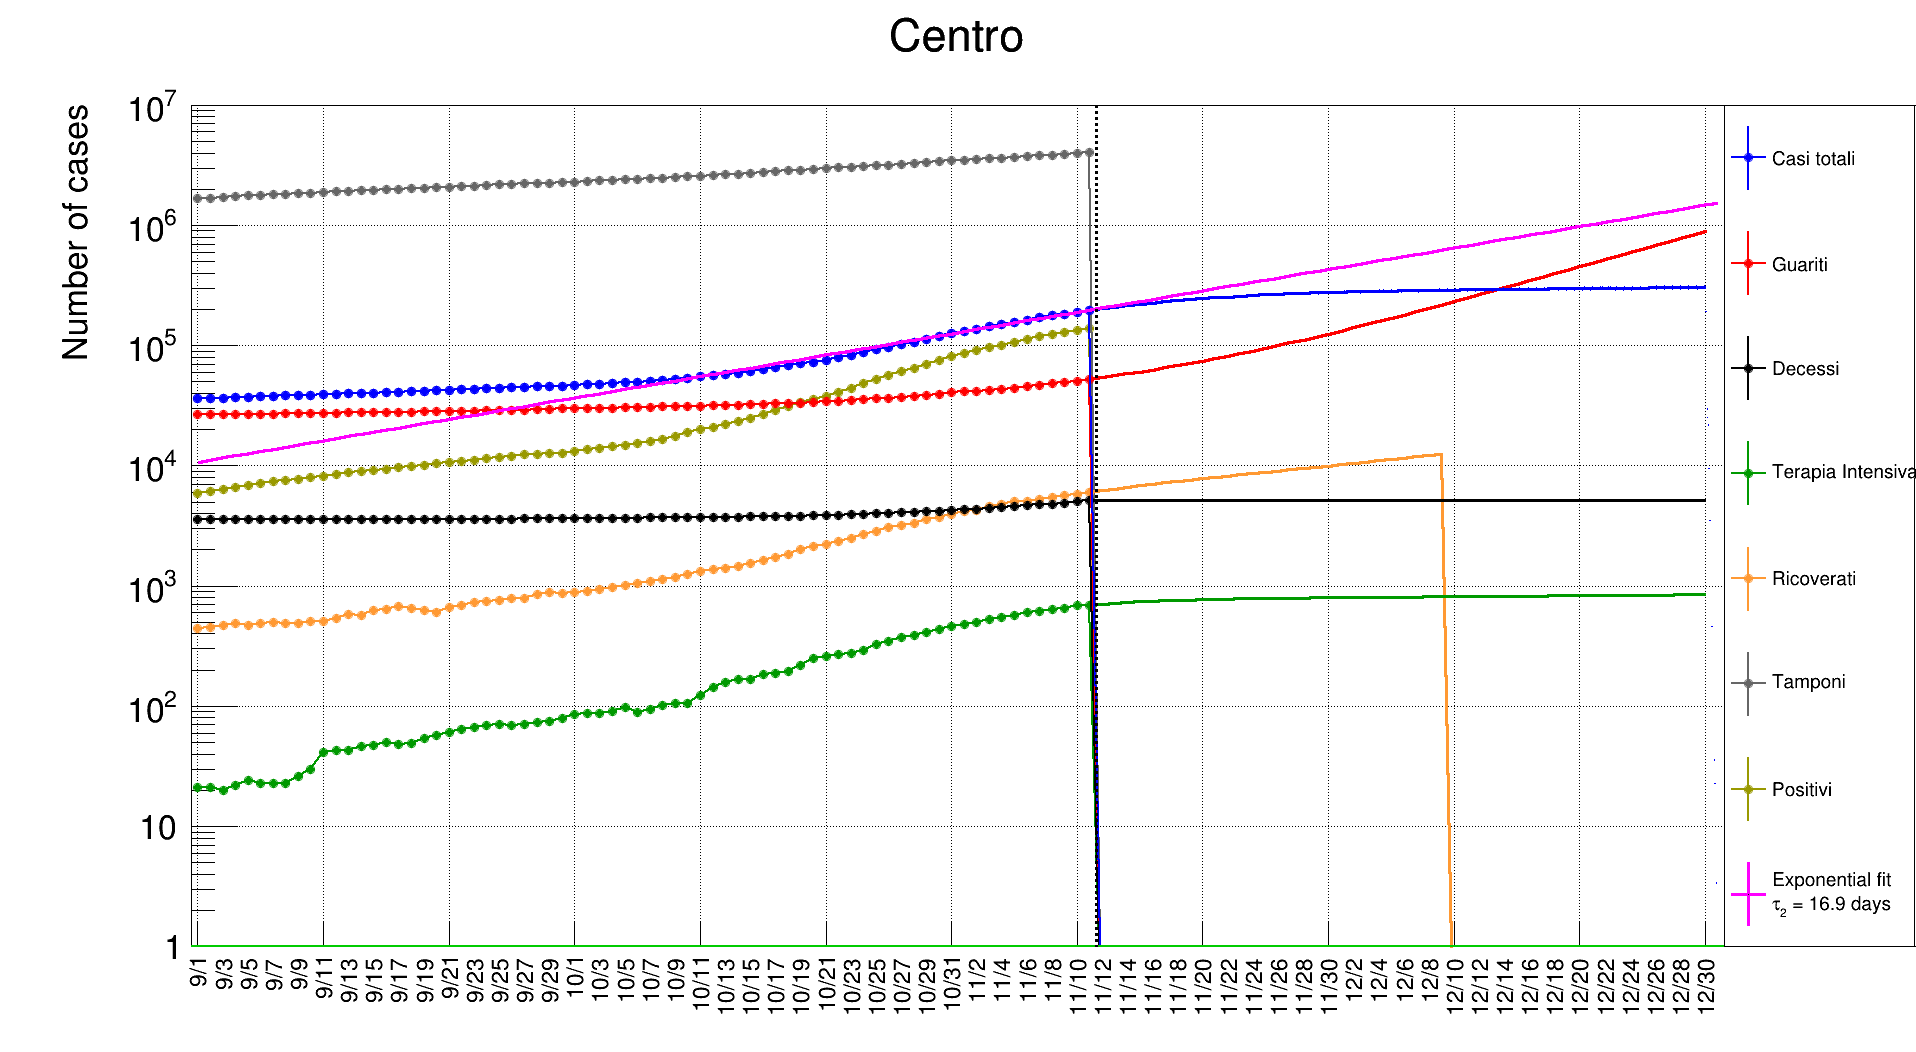 Centro
Number of cases
10^7
10^6
10^5
10^4
10^3
10^2
10
1
9/1 9/3 9/5 9/7 9/9 9/11 9/13 9/15 9/17 9/19 9/21 9/23 9/25 9/27 9/29 10/1 10/3 10/5 10/7 10/9 10/11 10/13 10/15 10/17 10/19 10/21 10/23 10/25 10/27 10/29 10/31 11/2 11/4 11/6 11/8 11/10 11/12 11/14 11/16 11/18 11/20 11/22 11/24 11/26 11/28 11/30 12/2 12/4 12/6 12/8 12/10 12/12 12/14 12/16 12/18 12/20 12/22 12/24 12/26 12/28 12/30
Casi totali
Guariti
Decessi
Terapia Intensiva
Ricoverati
Tamponi
Positivi
Exponential fit
τ₂ = 16.9 days